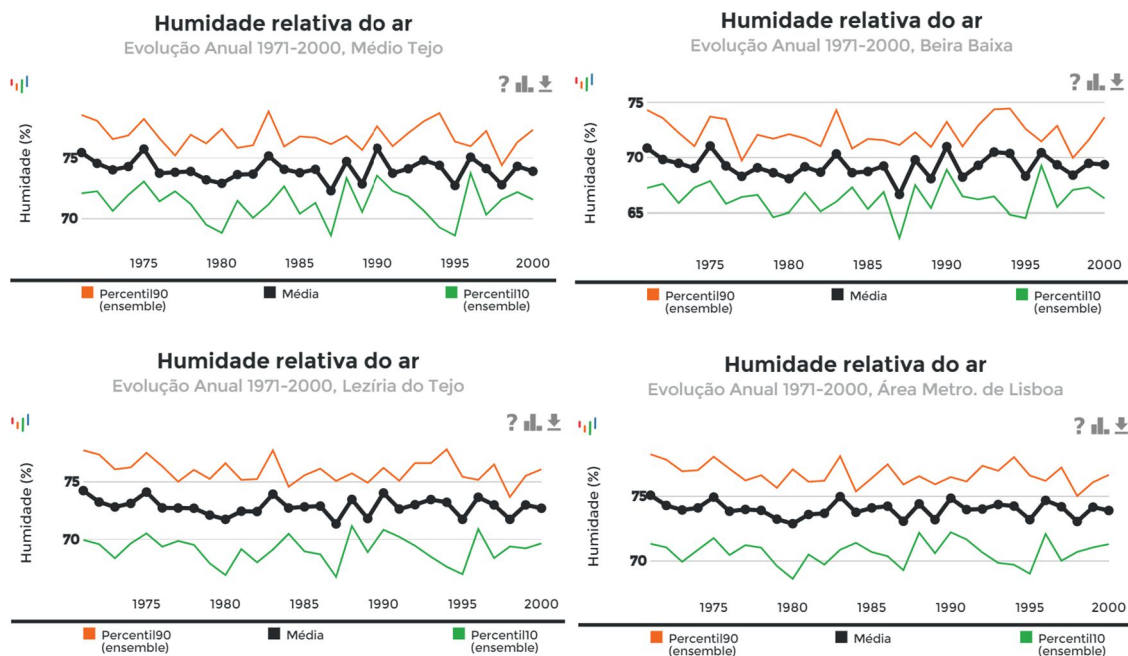 Humidade relativa do ar
Evolução Anual 1971-2000, Médio Tejo
?
Humidade (%)
75
70
1975 1980 1985 1990 1995 2000
Percentil90 (ensemble)
Média
Percentil10 (ensemble)
Humidade relativa do ar
Evolução Anual 1971-2000, Beira Baixa
?
Humidade (%)
75
70
65
1975 1980 1985 1990 1995 2000
Percentil90 (ensemble)
Média
Percentil10 (ensemble)
Humidade relativa do ar
Evolução Anual 1971-2000, Lezíria do Tejo
?
Humidade (%)
75
70
1975 1980 1985 1990 1995 2000
Percentil90 (ensemble)
Média
Percentil10 (ensemble)
Humidade relativa do ar
Evolução Anual 1971-2000, Área Metro. de Lisboa
?
Humidade (%)
75
70
1975 1980 1985 1990 1995 2000
Percentil90 (ensemble)
Média
Percentil10 (ensemble)